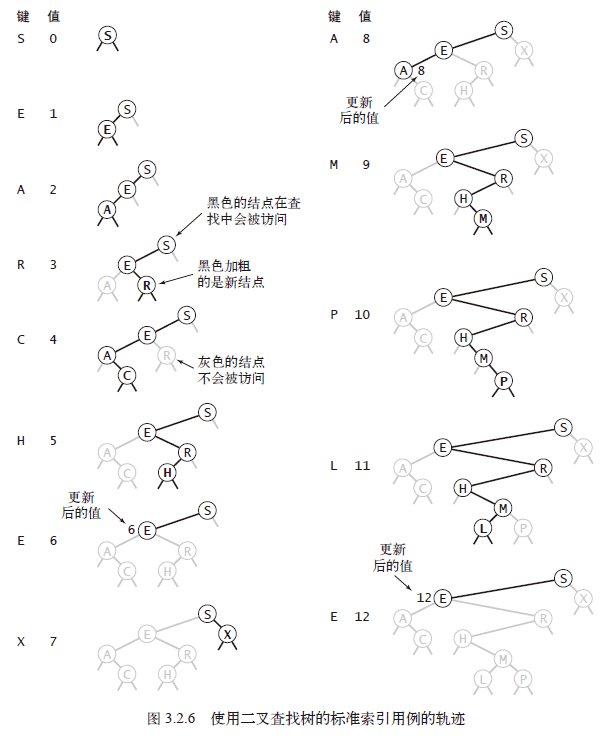 键 值
S 0
S
E 1
S
E
A 2
S
E
A
黑色的结点在查
找中会被访问
R 3
S
E
A R
黑色加粗
的是新结点
C 4
S
E
A R
C
灰色的结点
不会被访问
H 5
S
E
A R
C H
更新
后的值
E 6
S
6 E
A R
C H
X 7
S
E X
A R
C H
键 值
A 8
S
E X
A 8 R
C H
更新
后的值
M 9
S
E X
A R
C H
M
P 10
S
E X
A R
C H
M
P
L 11
S
E X
A R
C H
M
L P
更新
后的值
E 12
S
12 E X
A R
C H
M
L P
图 3.2.6 使用二叉查找树的标准索引用例的轨迹